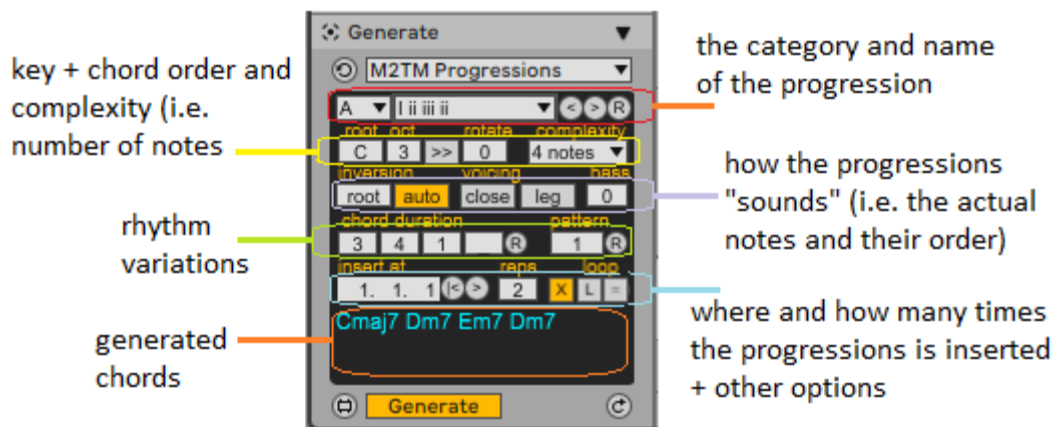 Generate
M2TM Progressions
A I ii iii ii < > R
root oct rotate complexity
C 3 >> 0 4 notes
inversion voicing bass
root auto close leg 0
chord duration pattern
3 4 1 _ R 1 R
insert at reps loop
1. 1. 1 |< > 2 X L =
Cmaj7 Dm7 Em7 Dm7
Generate
key + chord order and
complexity (i.e.
number of notes
rhythm
variations
generated
chords
the category and name
of the progression
how the progressions
"sounds" (i.e. the actual
notes and their order)
where and how many times
the progressions is inserted
+ other options